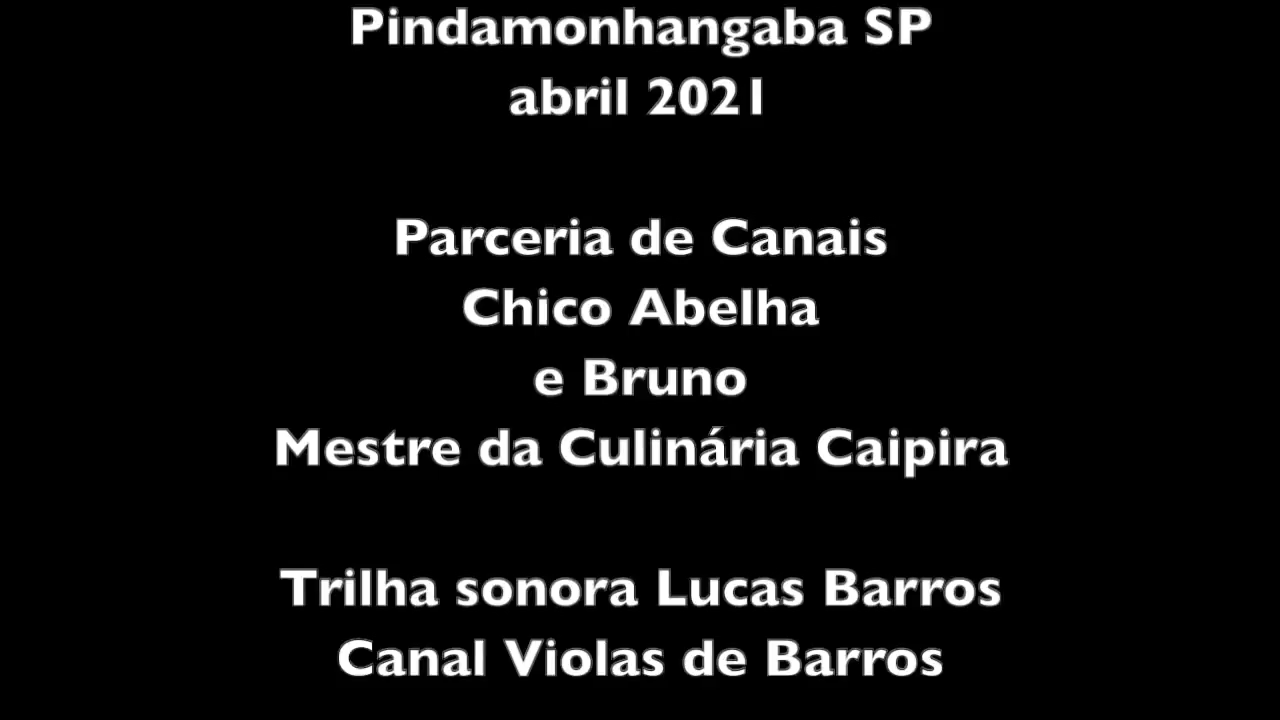 Pindamonhangaba SP
abril 2021
Parceria de Canais
Chico Abelha
e Bruno
Mestre da Culinária Caipira
Trilha sonora Lucas Barros
Canal Violas de Barros